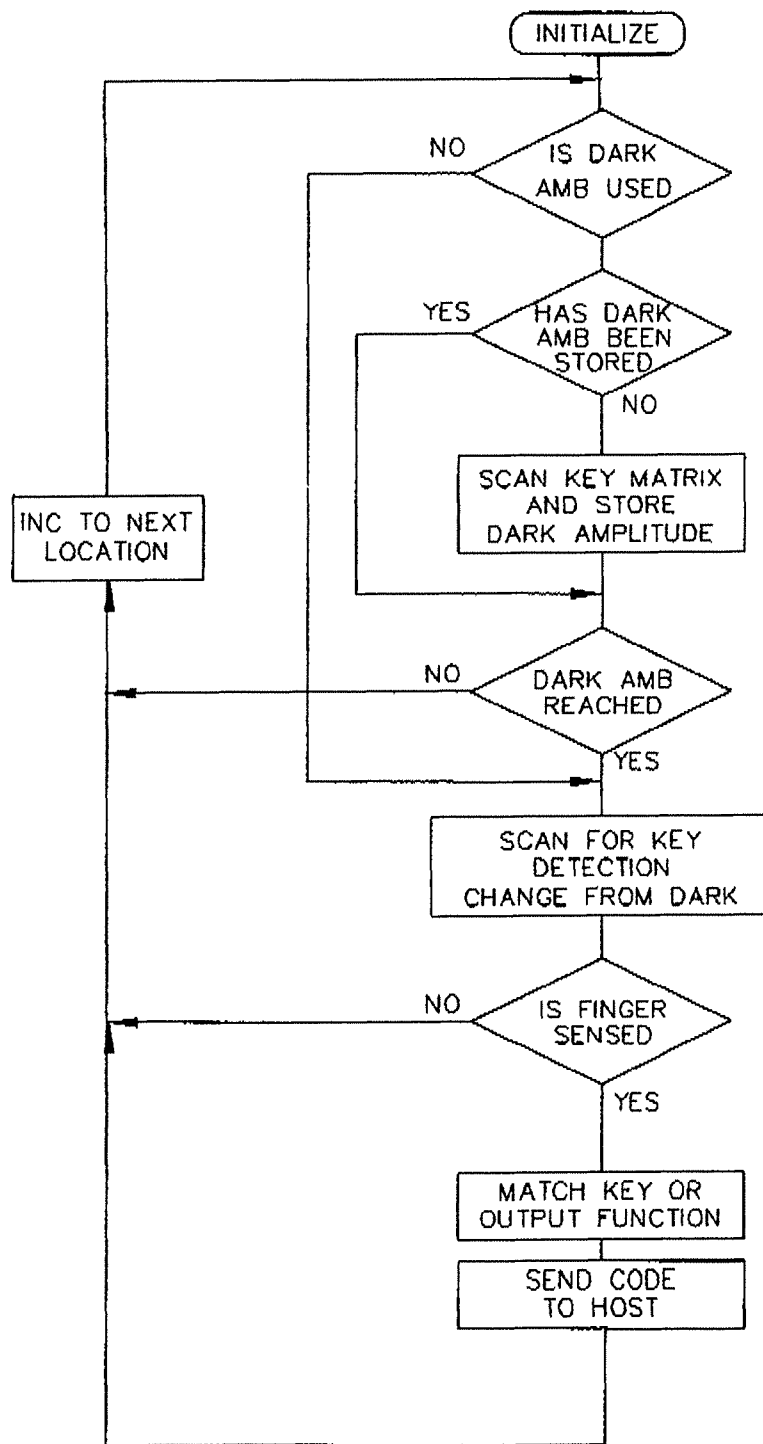 INITIALIZE
NO
IS DARK
AMB USED
YES
HAS DARK
AMB BEEN
STORED
NO
SCAN KEY MATRIX
AND STORE
DARK AMPLITUDE
INC TO NEXT
LOCATION
NO
DARK AMB
REACHED
YES
SCAN FOR KEY
DETECTION
CHANGE FROM DARK
NO
IS FINGER
SENSED
YES
MATCH KEY OR
OUTPUT FUNCTION
SEND CODE
TO HOST